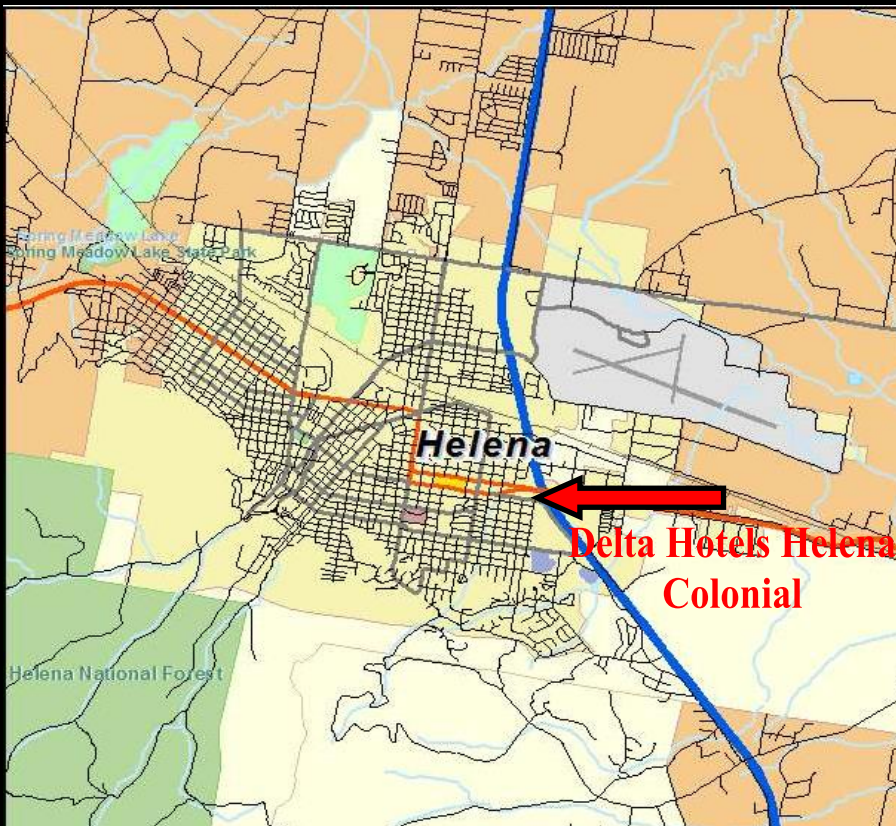 Spring Meadow Lake
Spring Meadow Lake State Park
Helena
Delta Hotels Helena
Colonial
Helena National Forest